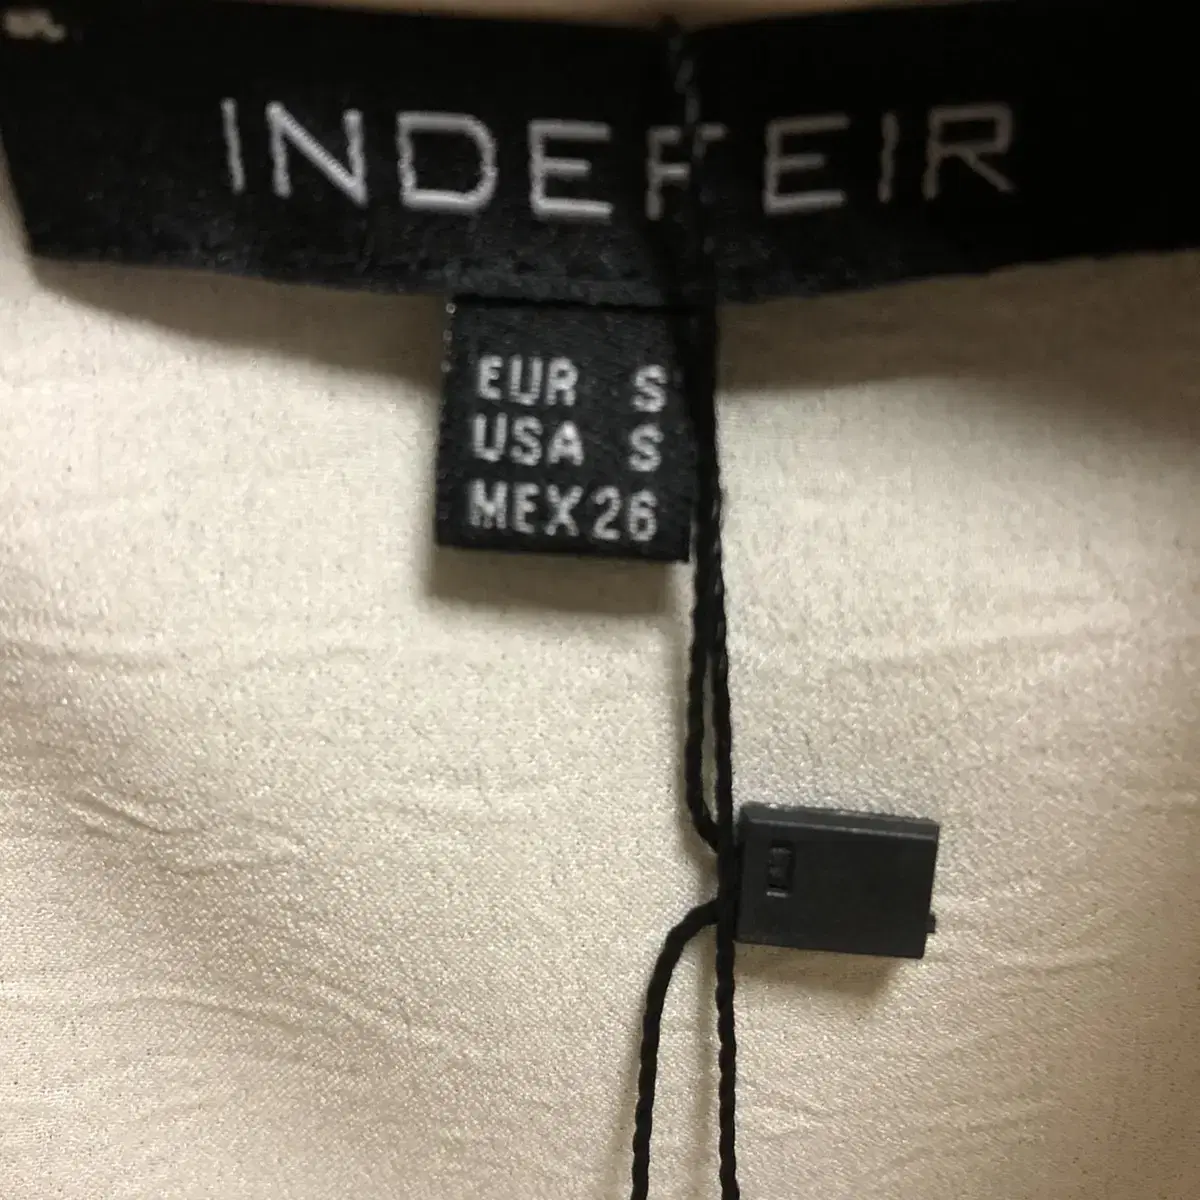 INDEFEIR
EUR S
USA S
MEX 26